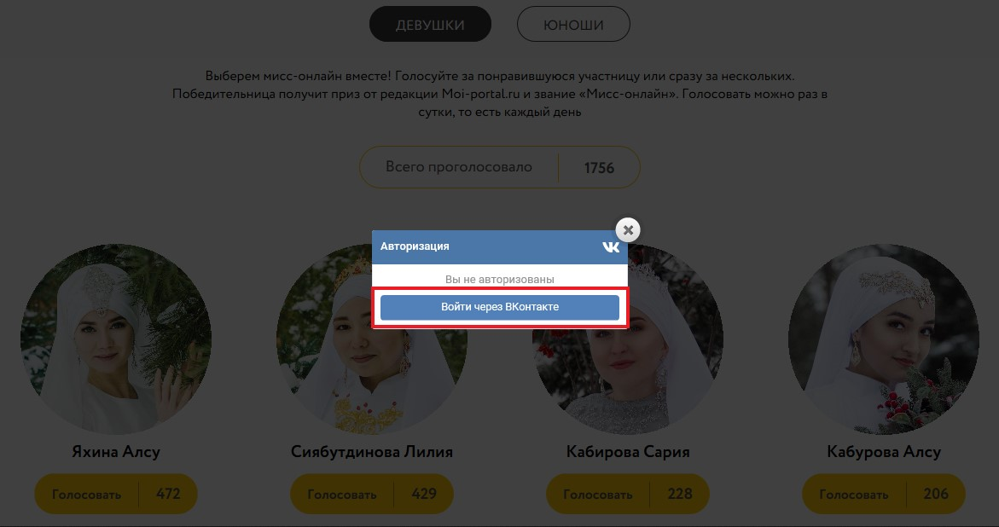 ДЕВУШКИ
ЮНОШИ
Выберем мисс-онлайн вместе! Голосуйте за понравившуюся участницу или сразу за нескольких.
Победительница получит приз от редакции Moi-portal.ru и звание «Мисс-онлайн». Голосовать можно раз в
сутки, то есть каждый день
Всего проголосовало 1756
Авторизация
Вы не авторизованы
Войти через ВКонтакте
Яхина Алсу
Сиябутдинова Лилия
Кабирова Сария
Кабурова Алсу
Голосовать 472
Голосовать 429
Голосовать 228
Голосовать 206